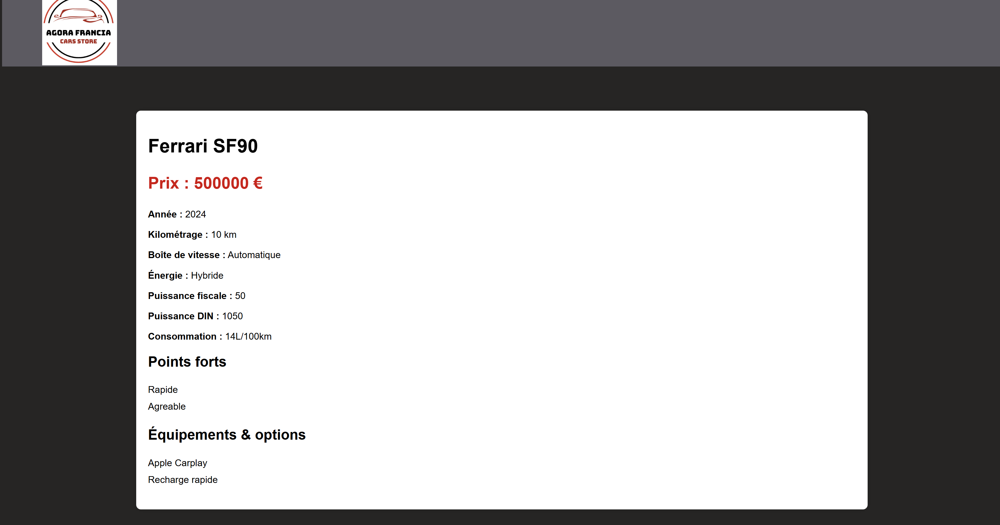 AGORA FRANCIA
CARS STORE
Ferrari SF90
Prix : 500000 €
Année : 2024
Kilométrage : 10 km
Boîte de vitesse : Automatique
Énergie : Hybride
Puissance fiscale : 50
Puissance DIN : 1050
Consommation : 14L/100km
Points forts
Rapide
Agreable
Équipements & options
Apple Carplay
Recharge rapide